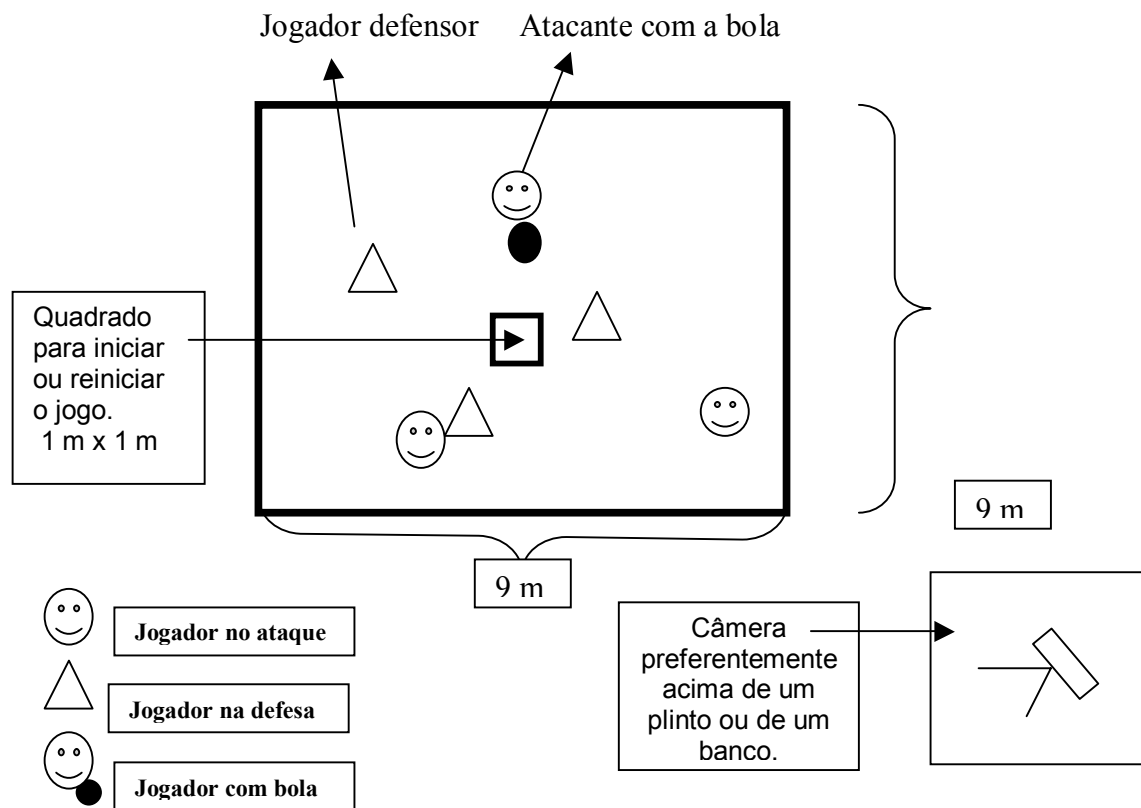 Jogador defensor
Atacante com a bola
Quadrado
para iniciar
ou reiniciar
o jogo.
1 m x 1 m
9 m
9 m
Jogador no ataque
Jogador na defesa
Jogador com bola
Câmera
preferentemente
acima de um
plinto ou de um
banco.